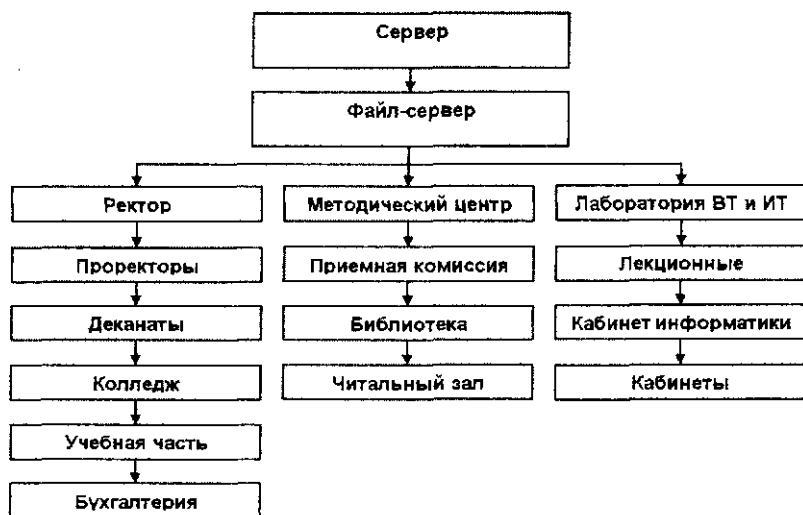 Сервер
Файл-сервер
Ректор
Методический центр
Лаборатория ВТ и ИТ
Проректоры
Приемная комиссия
Лекционные
Деканаты
Библиотека
Кабинет информатики
Колледж
Читальный зал
Кабинеты
Учебная часть
Бухгалтерия